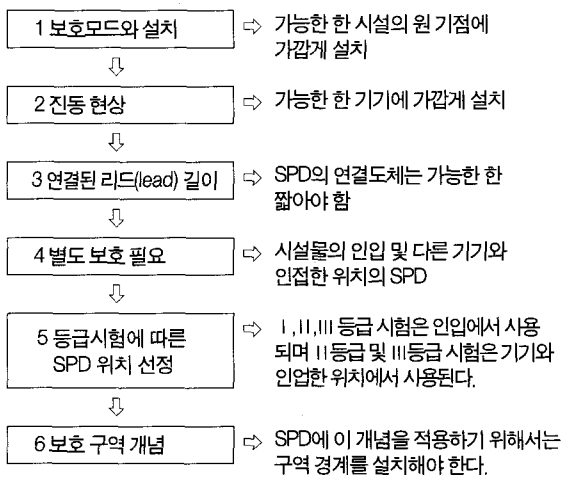 1 보호모드와 설치 ⇨ 가능한 한 시설의 원 기점에
가깝게 설치
2 진동 현상 ⇨ 가능한 한 기기에 가깝게 설치
3 연결된 리드(lead) 길이 ⇨ SPD의 연결도체는 가능한 한
짧아야 함
4 별도 보호 필요 ⇨ 시설물의 인입 및 다른 기기와
인접한 위치의 SPD
5 등급시험에 따른
SPD 위치 선정
⇨ I,II,III 등급 시험은 인입에서 사용
되며 II등급 및 III등급 시험은 기기와
인업한 위치에서 사용된다.
6 보호 구역 개념 ⇨ SPD에 이 개념을 적용하기 위해서는
구역 경계를 설치해야 한다.